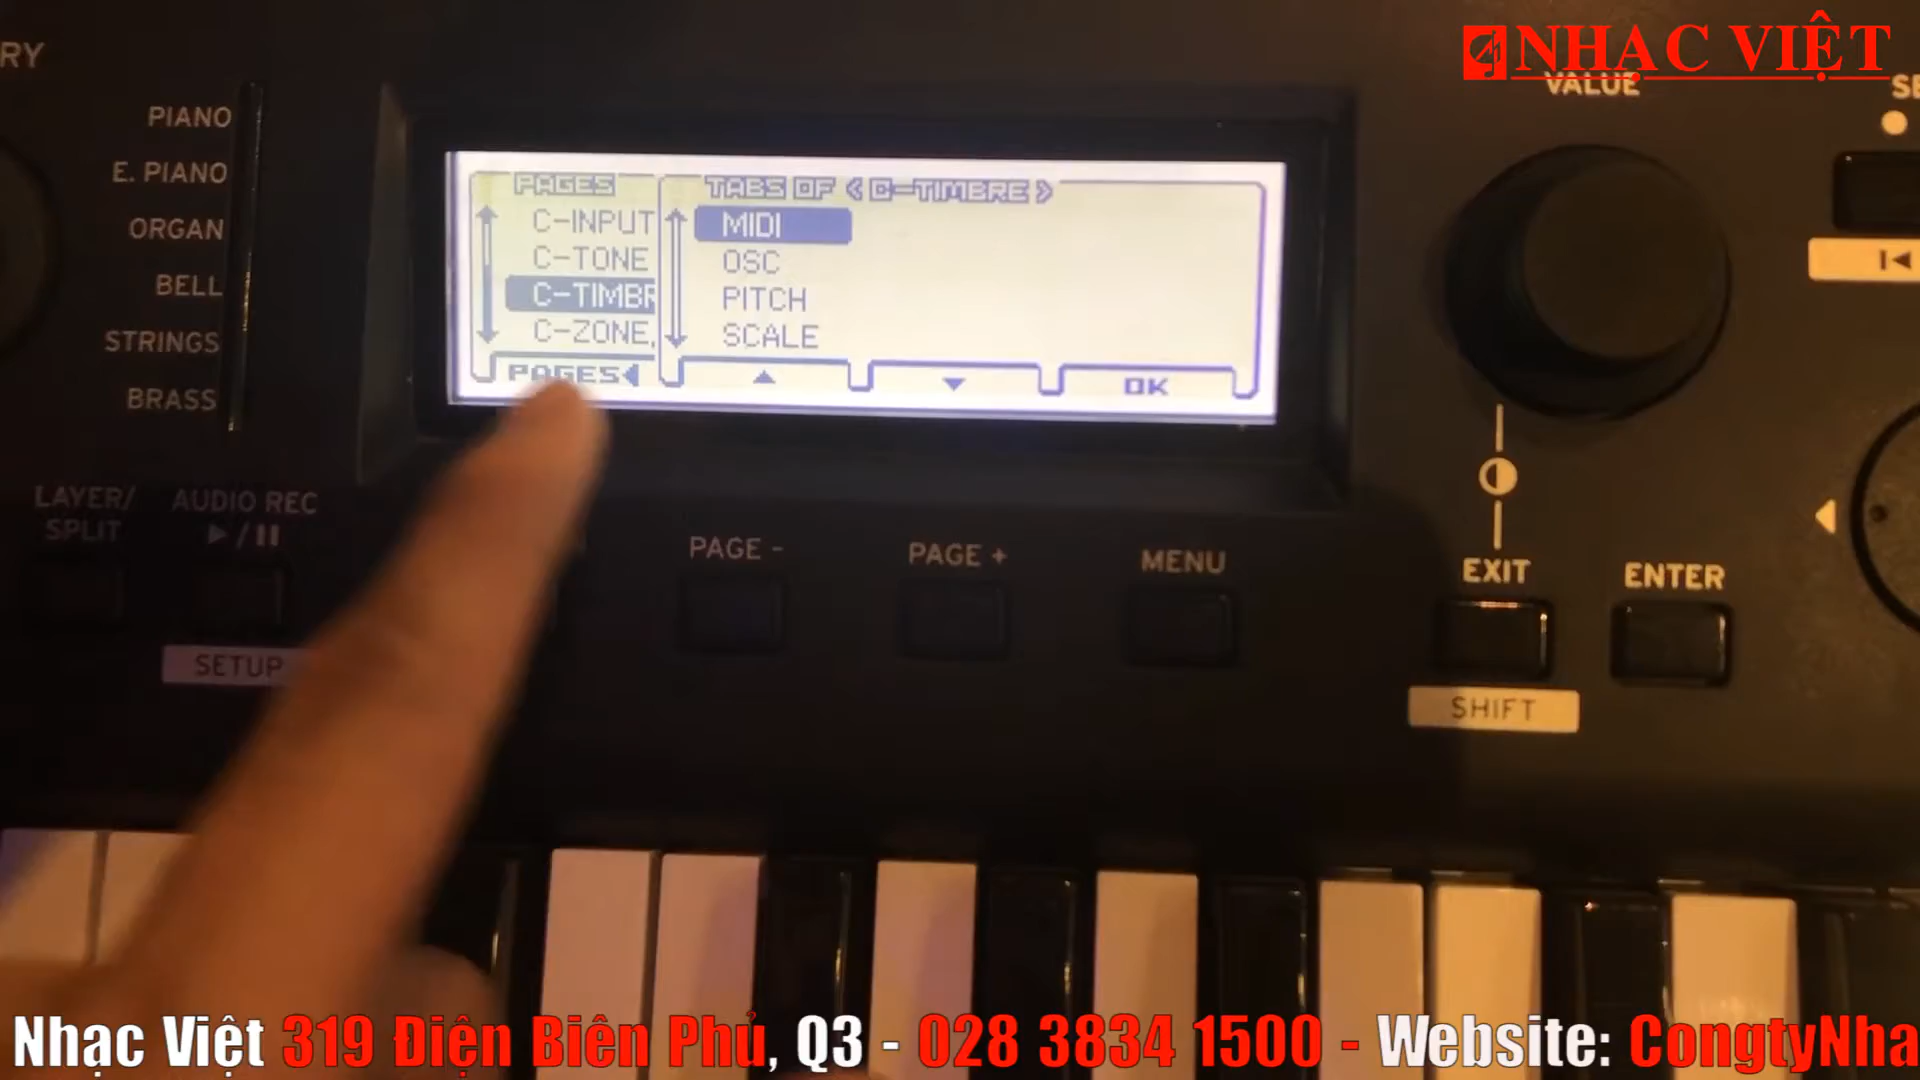 NHẠC VIỆT
RY
VALUE
SE
PIANO
E. PIANO
ORGAN
BELL
STRINGS
BRASS
PAGES
TABS OF < C-TIMBRE >
C-INPUT
MIDI
C-TONE
OSC
C-TIMBR
PITCH
C-ZONE,
SCALE
PAGES
OK
LAYER/
SPLIT
AUDIO REC
SETUP
PAGE -
PAGE +
MENU
EXIT
ENTER
SHIFT
Nhạc Việt 319 Điện Biên Phủ, Q3 - 028 3834 1500 - Website: CongtyNha